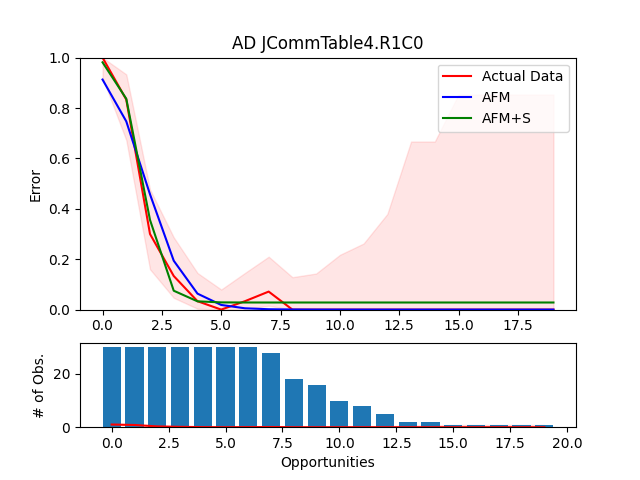 AD JCommTable4.R1C0
Actual Data
AFM
AFM+S
Error
1.0
0.8
0.6
0.4
0.2
0.0
0.0 2.5 5.0 7.5 10.0 12.5 15.0 17.5
# of Obs.
20
0
0.0 2.5 5.0 7.5 10.0 12.5 15.0 17.5 20.0
Opportunities